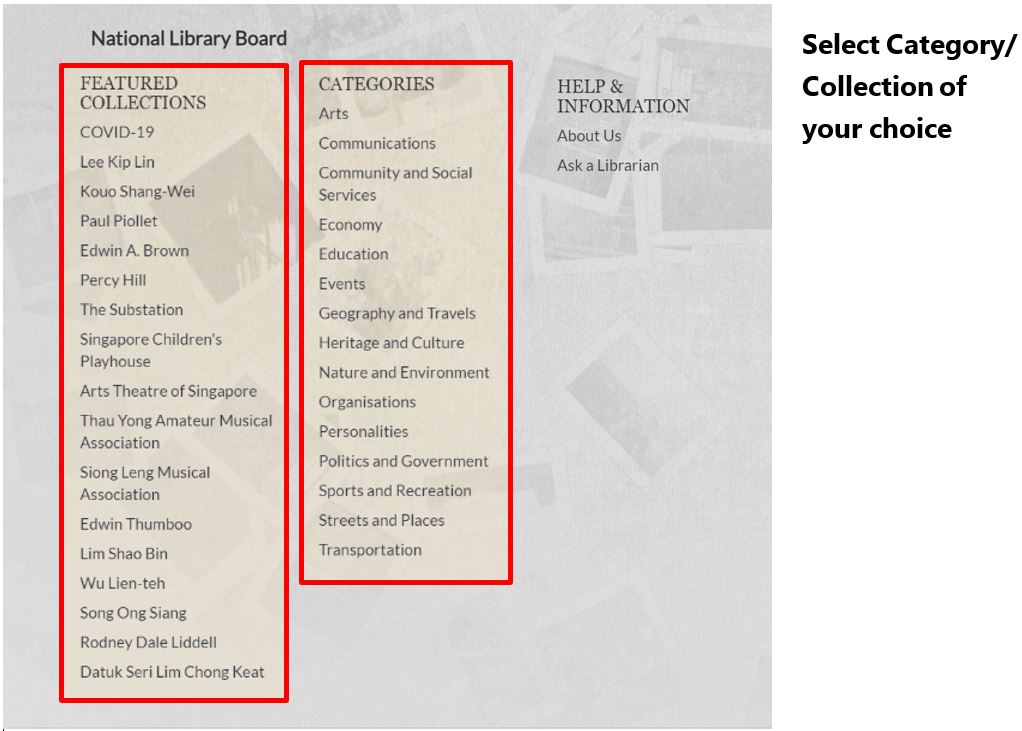 National Library Board
FEATURED
COLLECTIONS
COVID-19
Lee Kip Lin
Kouo Shang-Wei
Paul Piollet
Edwin A. Brown
Percy Hill
The Substation
Singapore Children's
Playhouse
Arts Theatre of Singapore
Thau Yong Amateur Musical
Association
Siong Leng Musical
Association
Edwin Thumboo
Lim Shao Bin
Wu Lien-teh
Song Ong Siang
Rodney Dale Liddell
Datuk Seri Lim Chong Keat
CATEGORIES
Arts
Communications
Community and Social
Services
Economy
Education
Events
Geography and Travels
Heritage and Culture
Nature and Environment
Organisations
Personalities
Politics and Government
Sports and Recreation
Streets and Places
Transportation
HELP &
INFORMATION
About Us
Ask a Librarian
Select Category/
Collection of
your choice